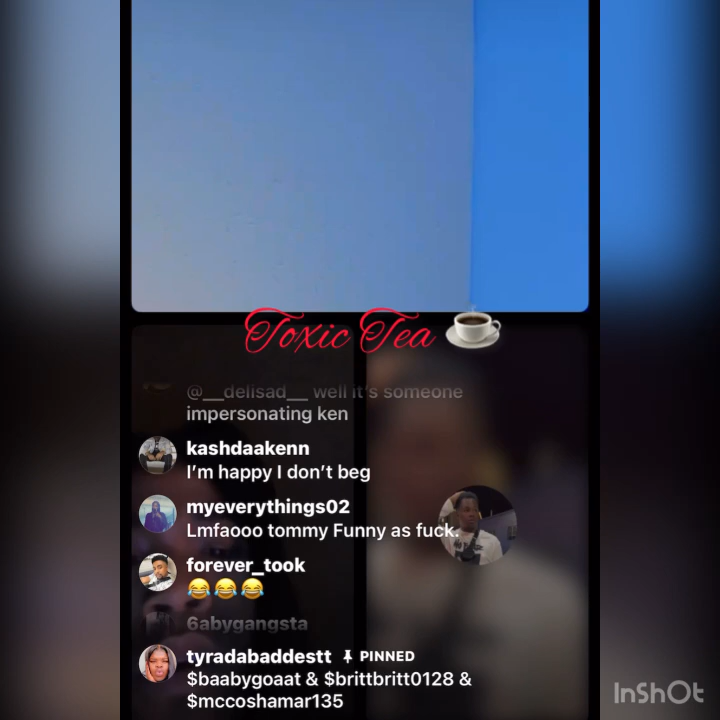 Toxic Tea
@__delisad__ well it's someone
impersonating ken
kashdaakenn
I'm happy I don't beg
myeverythings02
Lmfaooo tommy Funny as fuck.
forever_took
6abygangsta
tyradabaddestt PINNED
$baabygoaat & $brittbritt0128 &
$mccoshamar135
InShOt